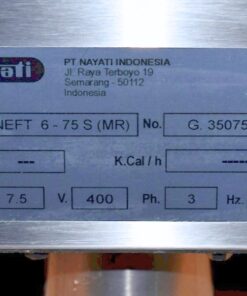 ati PT. NAYATI INDONESIA
Jl. Raya Terboyo 19
Semarang - 50112
Indonesia
NEFT 6 - 75 S (MR) No. G. 35075
--- K.Cal / h ----
7.5 V. 400 Ph. 3 Hz.